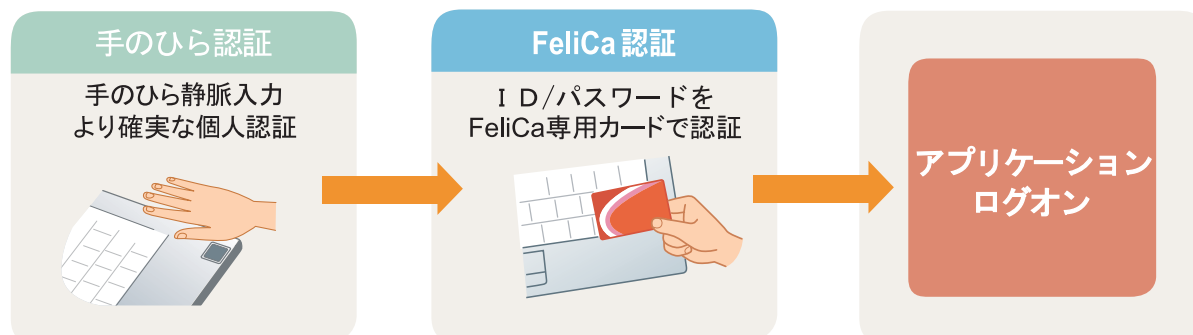 手のひら認証
手のひら静脈入力
より確実な個人認証
FeliCa 認証
I D/パスワードを
FeliCa専用カードで認証
アプリケーション
ログオン